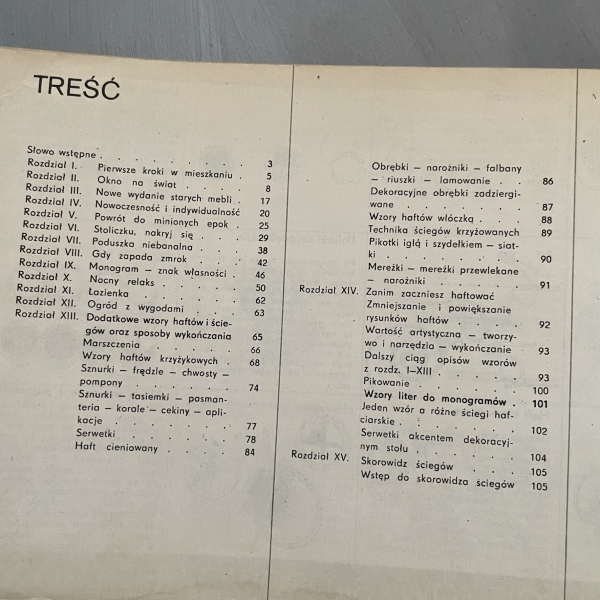 TREŚĆ
Słowo wstępne . . . . . . . 3
Rozdział I. Pierwsze kroki w mieszkaniu . 5
Rozdział II. Okno na świat . . . . 8
Rozdział III. Nowe wydanie starych mebli . 17
Rozdział IV. Nowoczesność i indywidualność 20
Rozdział V. Powrót do minionych epok . 25
Rozdział VI. Stoliczku, nakryj się . . . 29
Rozdział VII. Poduszka niebanalna . . . 38
Rozdział VIII. Gdy zapada zmrok . . . . 42
Rozdział IX. Monogram — znak własności . 46
Rozdział X. Nocny relaks . . . . . 50
Rozdział XI. Łazienka . . . . . . 62
Rozdział XII. Ogród z wygodami . . . . 63
Rozdział XIII. Dodatkowe wzory haftów i ście-
gów oraz sposoby wykończania 65
Marszczenia . . . . . 66
Wzory haftów krzyżykowych . 68
Sznurki — frędzle — chwosty —
pompony . . . . . . 74
Sznurki — tasiemki — pasman-
teria — korale — cekiny — apli-
kacje . . . . . . . 77
Serwetki . . . . . . 78
Haft cieniowany . . . . 84
Obrębki — narożniki — falbany
— riuszki — lamowanie . . 86
Dekoracyjne obrębki zadziergi-
wane . . . . . . . 87
Wzory haftów włóczką . . . 88
Technika ściegów krzyżowanych 89
Pikotki igłą i szydełkiem — siat-
ki . . . . . . . . 90
Mereżki — mereżki przewlekane
— narożniki . . . . . 91
Rozdział XIV. Zanim zaczniesz haftować
Zmniejszanie i powiększanie
rysunków haftów . . . . 92
Wartość artystyczna — tworzy-
wo i narzędzia — wykończanie 93
Dalszy ciąg opisów wzorów
z rozdz. I—XIII . . . . 93
Pikowanie . . . . . . 100
Wzory liter do monogramów . 101
Jeden wzór a różne ściegi haf-
ciarskie . . . . . . 102
Serwetki akcentem dekoracyj-
nym stołu . . . . . 104
Rozdział XV. Skorowidz ściegów . . . 105
Wstęp do skorowidza ściegów 105